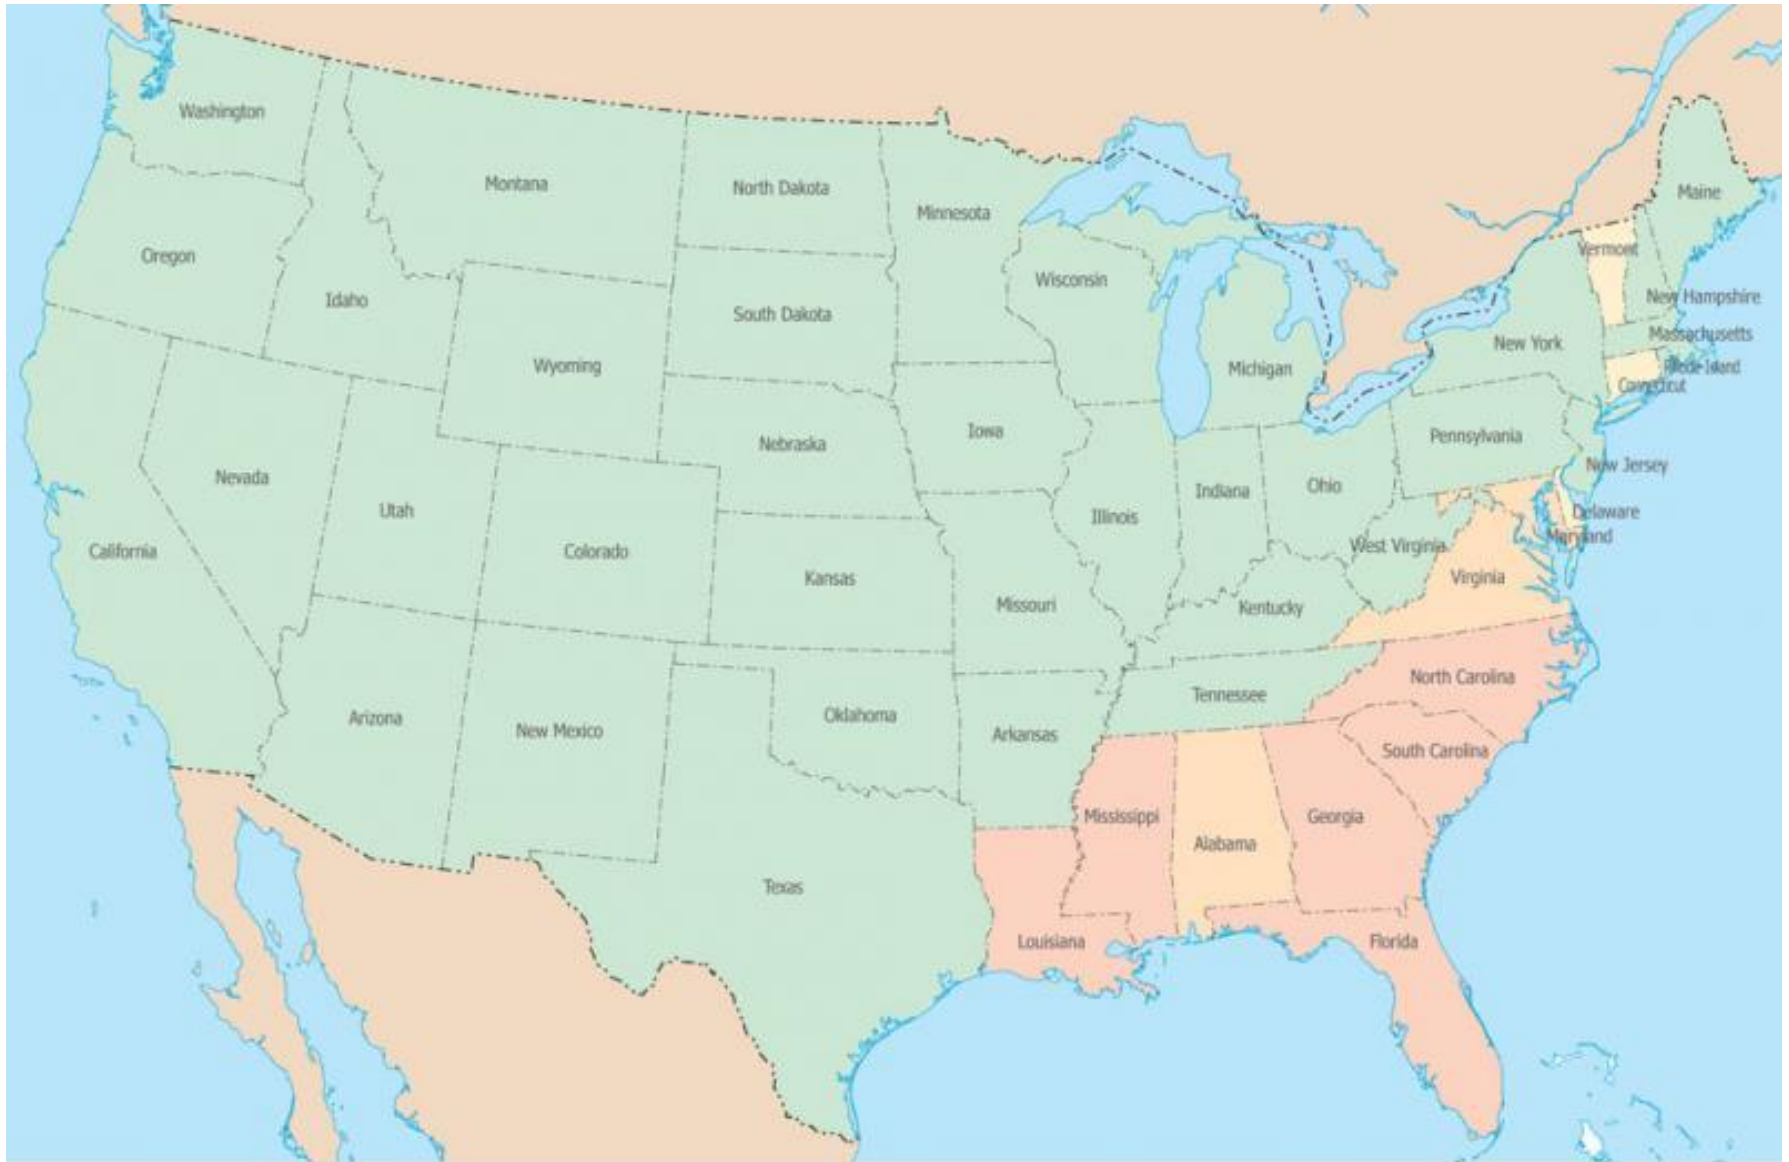 Washington
Montana
North Dakota
Minnesota
Maine
Oregon
Idaho
Wisconsin
Vermont
New Hampshire
South Dakota
Wyoming
Michigan
New York
Massachusetts
Rhode Island
Connecticut
Nebraska
Iowa
Pennsylvania
New Jersey
Nevada
Utah
Illinois
Indiana
Ohio
Delaware
Maryland
California
Colorado
Kansas
Missouri
Kentucky
West Virginia
Virginia
Arizona
New Mexico
Oklahoma
Arkansas
Tennessee
North Carolina
South Carolina
Mississippi
Alabama
Georgia
Texas
Louisiana
Florida